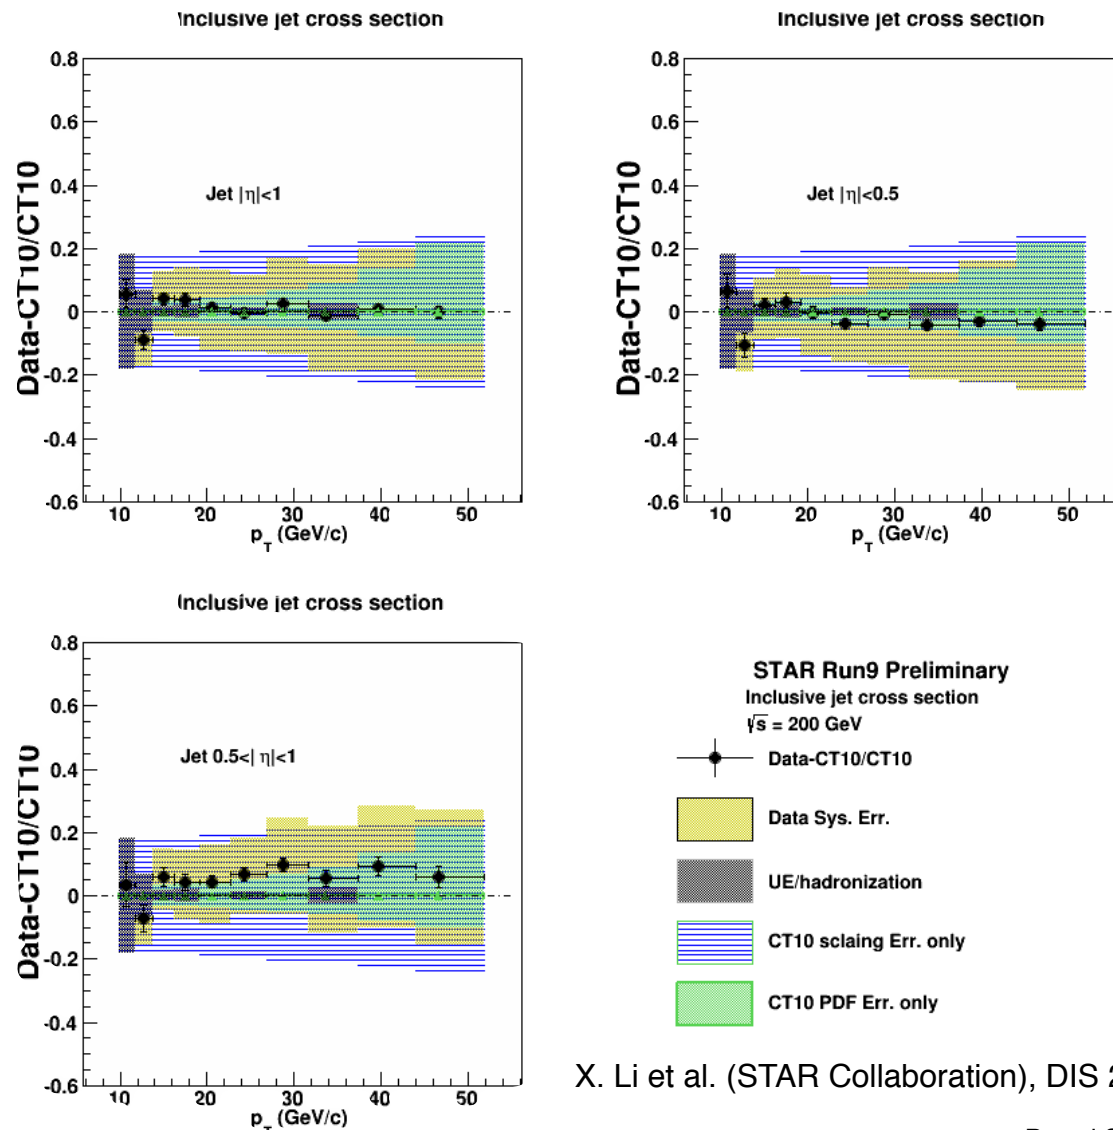 Inclusive jet cross section
Data-CT10/CT10
0.8
0.6
0.4
0.2
0
-0.2
-0.4
-0.6
Jet |η|<1
10 20 30 40 50
p_T (GeV/c)
Inclusive jet cross section
Data-CT10/CT10
0.8
0.6
0.4
0.2
0
-0.2
-0.4
-0.6
Jet |η|<0.5
10 20 30 40 50
p_T (GeV/c)
Inclusive jet cross section
Data-CT10/CT10
0.8
0.6
0.4
0.2
0
-0.2
-0.4
-0.6
Jet 0.5<| η|<1
10 20 30 40 50
p_T (GeV/c)
STAR Run9 Preliminary
Inclusive jet cross section
√s = 200 GeV
Data-CT10/CT10
Data Sys. Err.
UE/hadronization
CT10 sclaing Err. only
CT10 PDF Err. only
X. Li et al. (STAR Collaboration), DIS 2